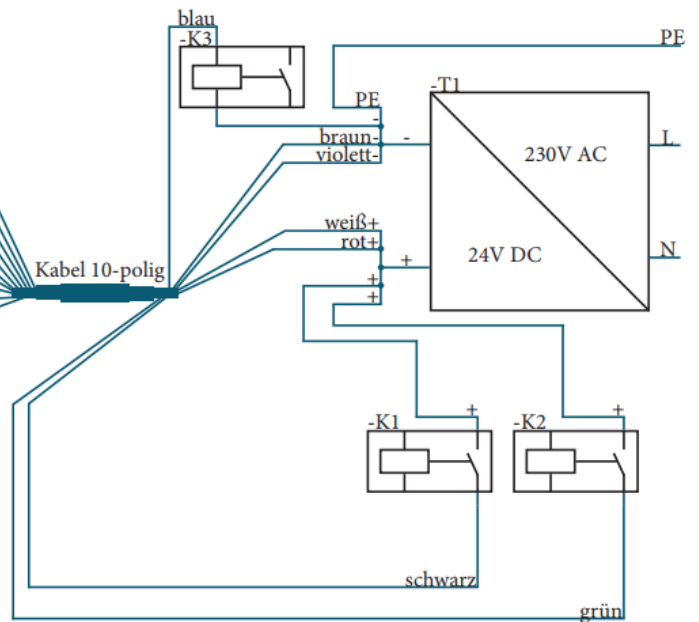 blau
-K3
PE
-T1
PE
-
braun-
-
violett-
230V AC
L
weiß+
rot+
24V DC
N
+
Kabel 10-polig
+
+
-K1
+
-K2
+
schwarz
grün